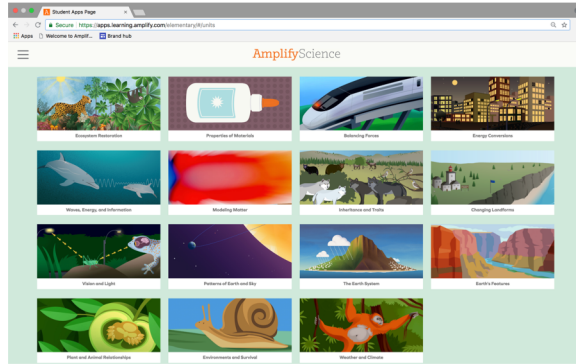 Student Apps Page
Secure https://apps.learning.amplify.com/elementary/#/units
Apps Welcome to Amplif... Brand hub
AmplifyScience
Ecosystem Restoration
Properties of Materials
Balancing Forces
Energy Conversions
Waves, Energy, and Information
Modeling Matter
Inheritance and Traits
Changing Landforms
Vision and Light
Patterns of Earth and Sky
The Earth System
Earth's Features
Plant and Animal Relationships
Environments and Survival
Weather and Climate